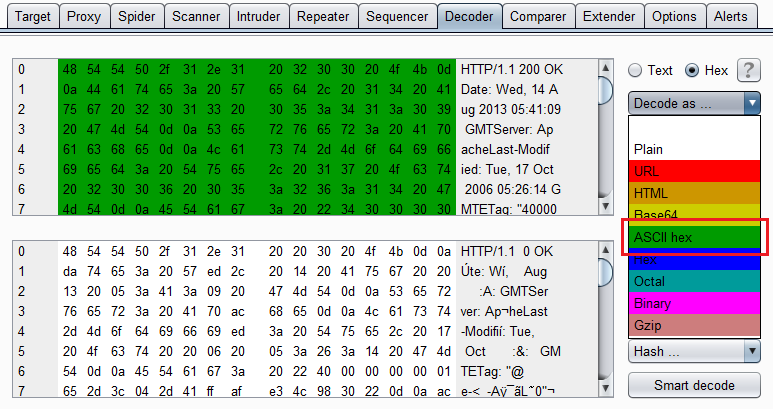 Target Proxy Spider Scanner Intruder Repeater Sequencer Decoder Comparer Extender Options Alerts
0 48 54 54 50 2f 31 2e 31 20 32 30 30 20 4f 4b 0d HTTP/1.1 200 OK
1 0a 44 61 74 65 3a 20 57 65 64 2c 20 31 34 20 41 Date: Wed, 14 A
2 75 67 20 32 30 31 33 20 30 35 3a 34 31 3a 30 39 ug 2013 05:41:09
3 20 47 4d 54 0d 0a 53 65 72 76 65 72 3a 20 41 70 GMTServer: Ap
4 61 63 68 65 0d 0a 4c 61 73 74 2d 4d 6f 64 69 66 acheLast-Modif
5 69 65 64 3a 20 54 75 65 2c 20 31 37 20 4f 63 74 ied: Tue, 17 Oct
6 20 32 30 30 36 20 30 35 3a 32 36 3a 31 34 20 47 2006 05:26:14 G
7 4d 54 0d 0a 45 54 61 67 3a 20 22 34 30 30 30 30 MTETag: "40000
Text Hex ?
Decode as ...
Plain
URL
HTML
Base64
ASCII hex
Hex
Octal
Binary
Gzip
Hash ...
Smart decode
0 48 54 54 50 2f 31 2e 31 20 00 20 4f 4b 0d 0a HTTP/1.1 0 OK
1 da 74 65 3a 20 57 ed 2c 20 14 20 41 75 67 20 20 Úte: Wí, Aug
2 13 20 05 3a 41 3a 09 20 47 4d 54 0d 0a 53 65 72 :A: GMTSer
3 76 65 72 3a 20 41 70 ac 68 65 0d 0a 4c 61 73 74 ver: Ap¬heLast
4 2d 4d 6f 64 69 66 69 ed 3a 20 54 75 65 2c 20 17 -Modifií: Tue,
5 20 4f 63 74 20 20 06 20 05 3a 26 3a 14 20 47 4d Oct :&: GM
6 54 0d 0a 45 54 61 67 3a 20 22 40 00 00 00 01 TETag: "@
7 65 2d 3c 04 2d 41 ff af e3 4c 98 30 22 0d 0a ac e-< -Aÿ¯ãL˜0"¬